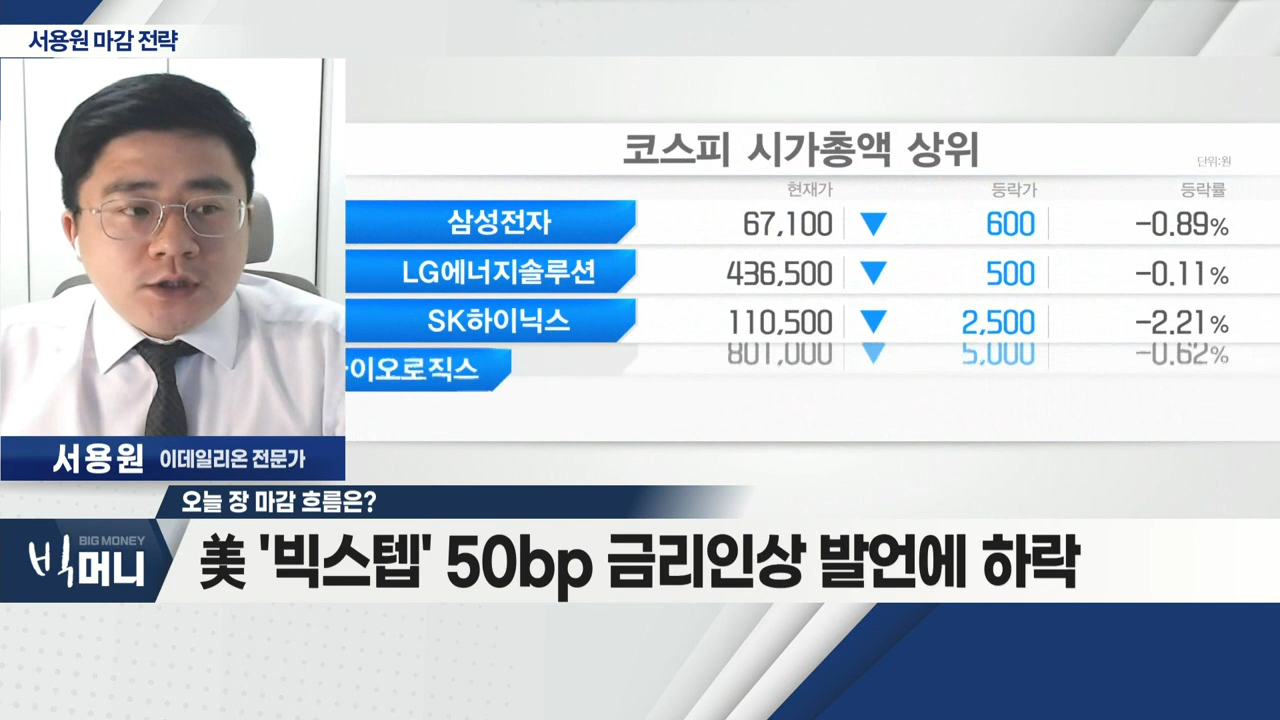 서용원 마감 전략
코스피 시가총액 상위
단위:원
현재가 등락가 등락률
삼성전자 67,100 ▼ 600 -0.89%
LG에너지솔루션 436,500 ▼ 500 -0.11%
SK하이닉스 110,500 ▼ 2,500 -2.21%
이오로직스 801,000 ▼ 5,000 -0.62%
서용원 이데일리온 전문가
오늘 장 마감 흐름은?
BIG MONEY
빅머니
美 '빅스텝' 50bp 금리인상 발언에 하락